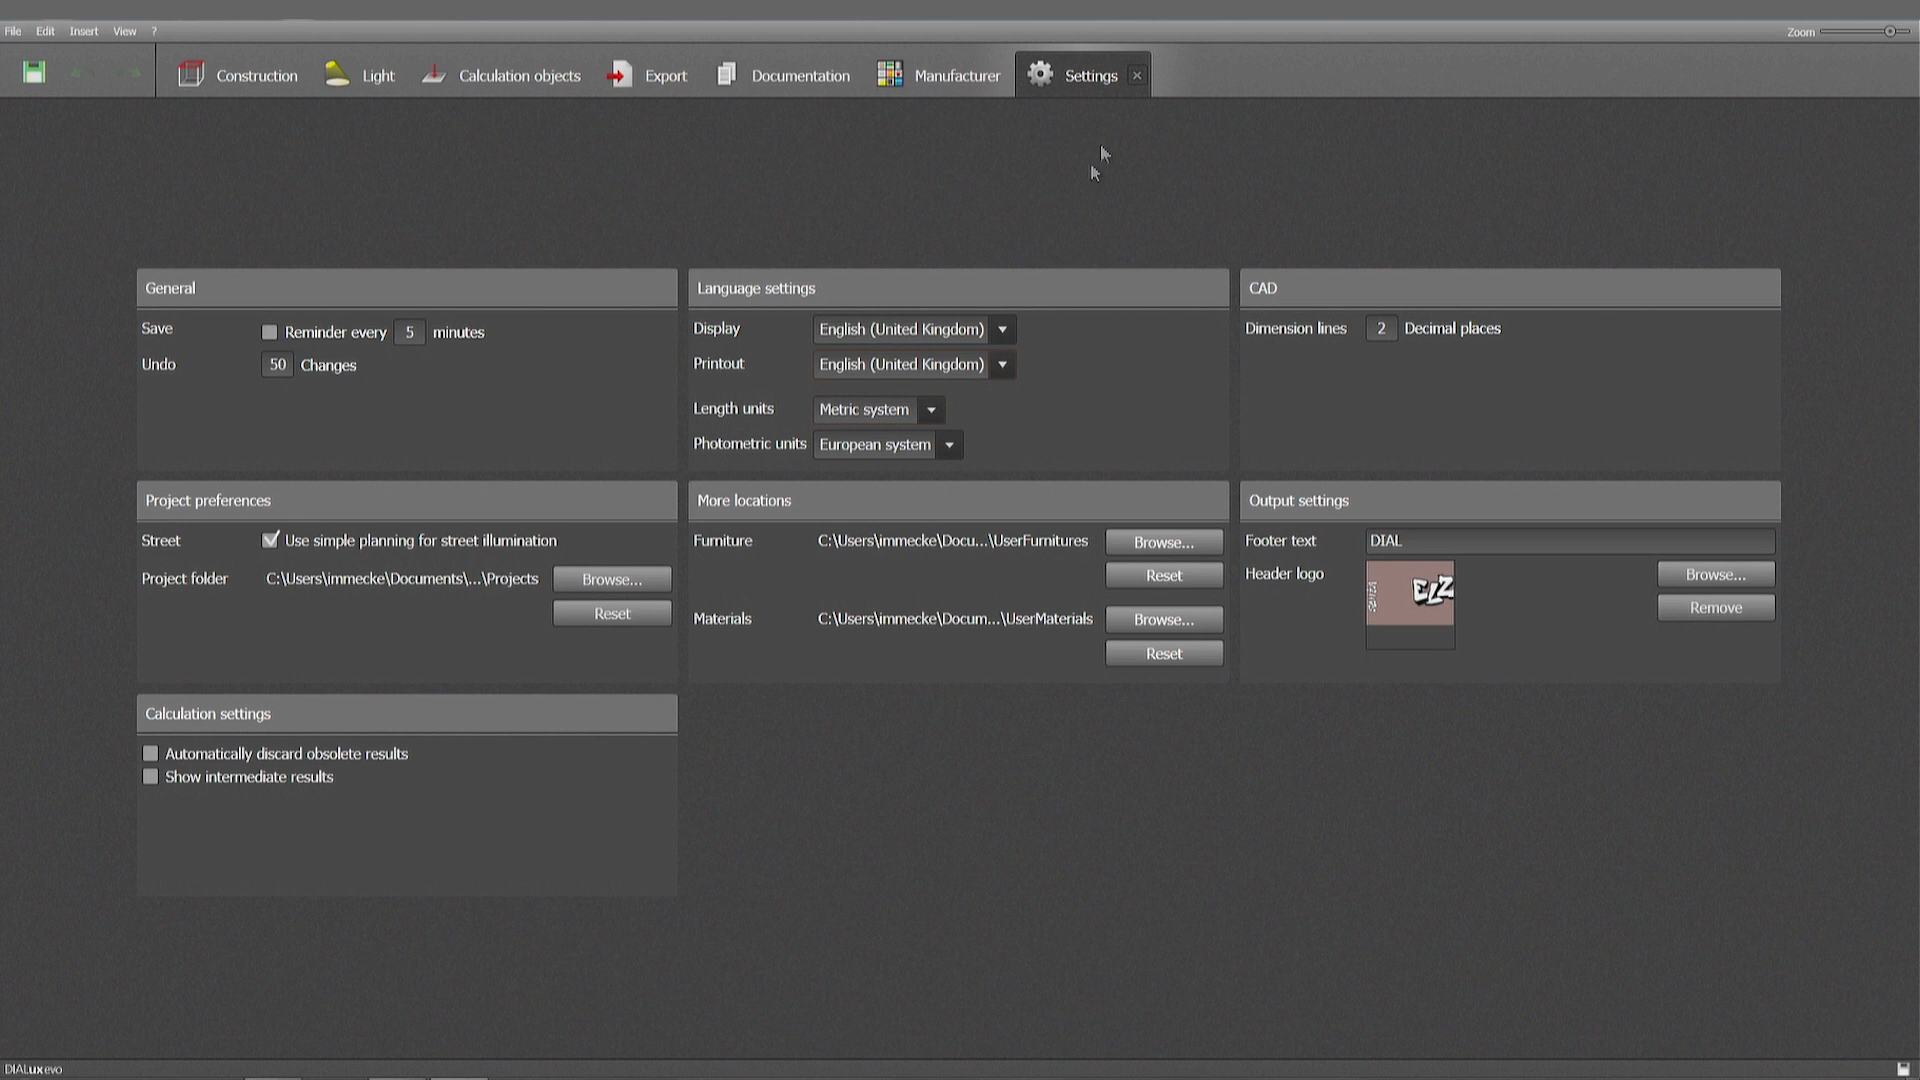 File Edit Insert View ?
Zoom
Construction Light Calculation objects Export Documentation Manufacturer Settings
General
Save Reminder every 5 minutes
Undo 50 Changes
Language settings
Display English (United Kingdom)
Printout English (United Kingdom)
Length units Metric system
Photometric units European system
CAD
Dimension lines 2 Decimal places
Project preferences
Street Use simple planning for street illumination
Project folder C:\Users\immecke\Documents\...\Projects Browse...
Reset
More locations
Furniture C:\Users\immecke\Docu...\UserFurnitures Browse...
Reset
Materials C:\Users\immecke\Docum...\UserMaterials Browse...
Reset
Output settings
Footer text DIAL
Header logo Browse...
Remove
Calculation settings
Automatically discard obsolete results
Show intermediate results
DIALux evo